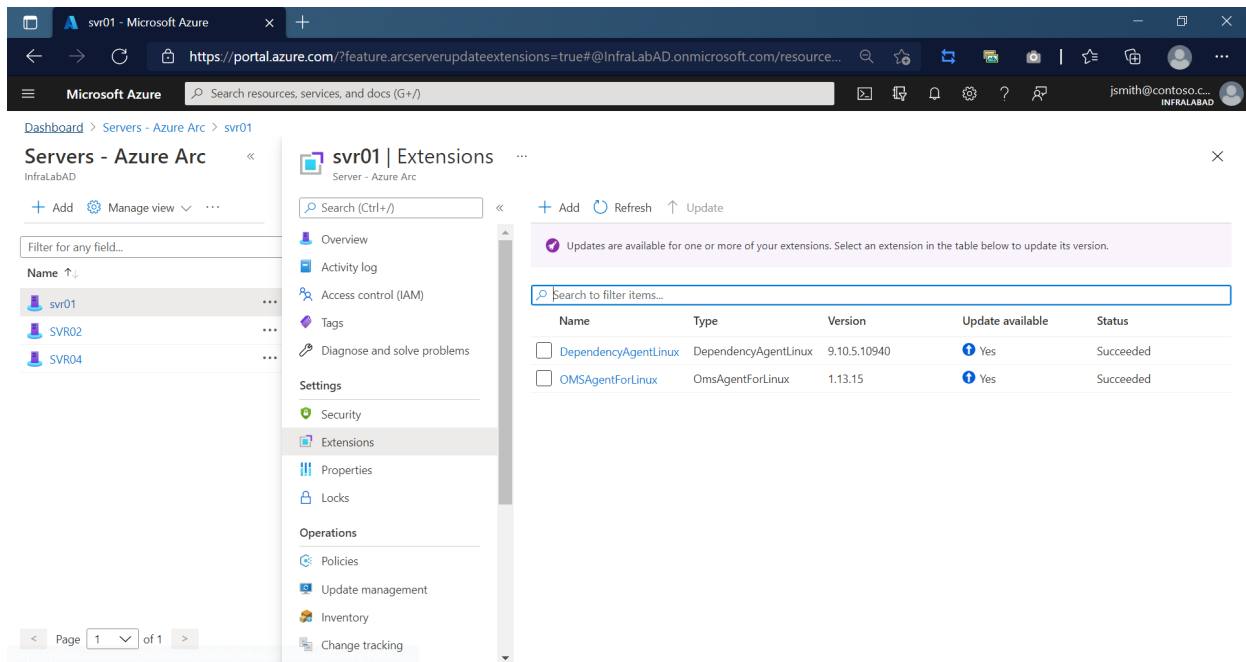 svr01 - Microsoft Azure
https://portal.azure.com/?feature.arcserverupdateextensions=true#@InfraLabAD.onmicrosoft.com/resource...
Microsoft Azure
Search resources, services, and docs (G+/)
jsmith@contoso.c...
INFRALABAD
Dashboard > Servers - Azure Arc > svr01
Servers - Azure Arc
InfraLabAD
Add
Manage view
Filter for any field...
Name
svr01
SVR02
SVR04
< Page 1 of 1 >
svr01 | Extensions
Server - Azure Arc
Search (Ctrl+/)
Overview
Activity log
Access control (IAM)
Tags
Diagnose and solve problems
Settings
Security
Extensions
Properties
Locks
Operations
Policies
Update management
Inventory
Change tracking
Add Refresh Update
Updates are available for one or more of your extensions. Select an extension in the table below to update its version.
Search to filter items...
Name Type Version Update available Status
DependencyAgentLinux DependencyAgentLinux 9.10.5.10940 Yes Succeeded
OMSAgentForLinux OmsAgentForLinux 1.13.15 Yes Succeeded